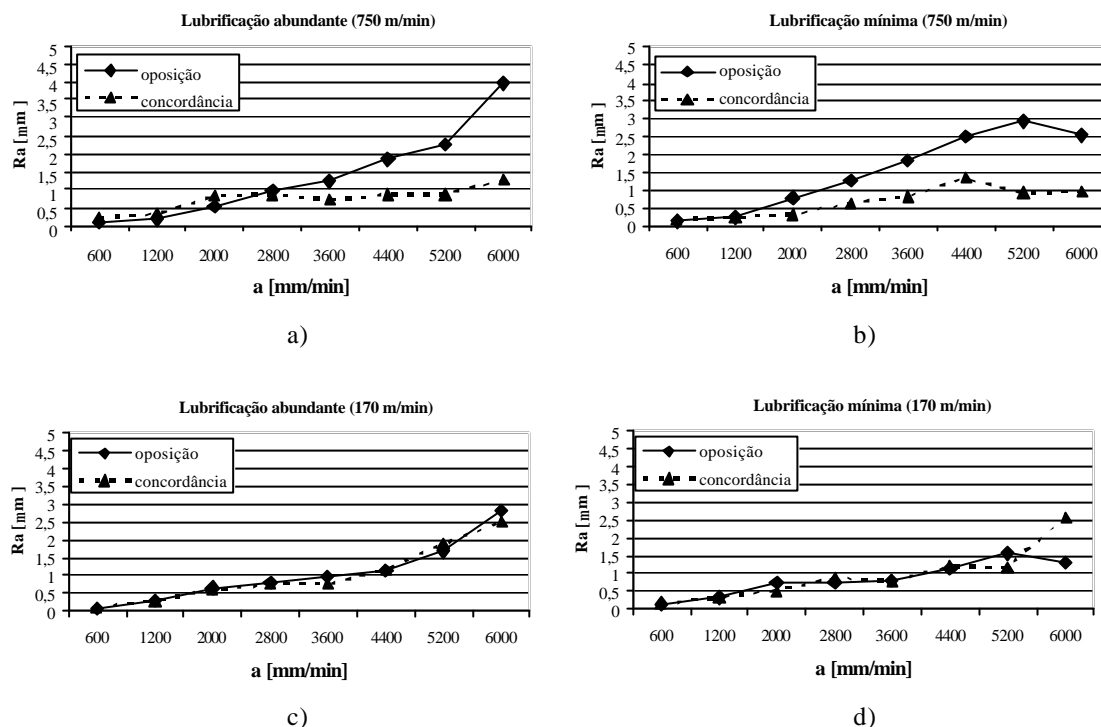 Lubrificação abundante (750 m/min)
5
4,5
4
3,5
3
2,5
2
1,5
1
0,5
0
Ra [mm]
oposição
concordância
600 1200 2000 2800 3600 4400 5200 6000
a [mm/min]
a)
Lubrificação mínima (750 m/min)
5
4,5
4
3,5
3
2,5
2
1,5
1
0,5
0
Ra [mm]
oposição
concordância
600 1200 2000 2800 3600 4400 5200 6000
a [mm/min]
b)
Lubrificação abundante (170 m/min)
5
4,5
4
3,5
3
2,5
2
1,5
1
0,5
0
Ra [mm]
oposição
concordância
600 1200 2000 2800 3600 4400 5200 6000
a [mm/min]
c)
Lubrificação mínima (170 m/min)
5
4,5
4
3,5
3
2,5
2
1,5
1
0,5
0
Ra [mm]
oposição
concordância
600 1200 2000 2800 3600 4400 5200 6000
a [mm/min]
d)